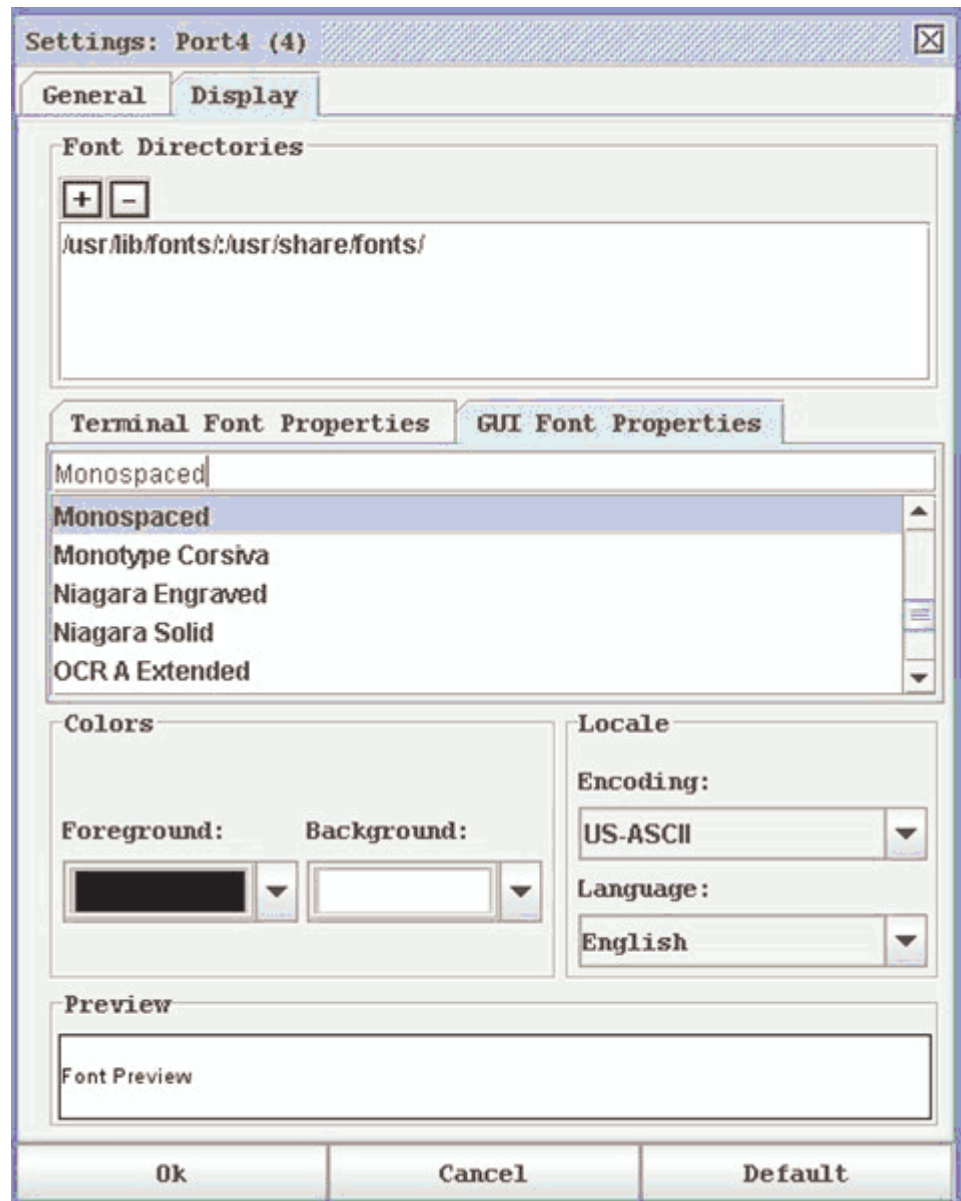 Settings: Port4 (4)
General Display
Font Directories
+ -
/usr/lib/fonts/:/usr/share/fonts/
Terminal Font Properties GUI Font Properties
Monospaced
Monospaced
Monotype Corsiva
Niagara Engraved
Niagara Solid
OCR A Extended
Colors
Foreground: Background:
Locale
Encoding:
US-ASCII
Language:
English
Preview
Font Preview
Ok Cancel Default